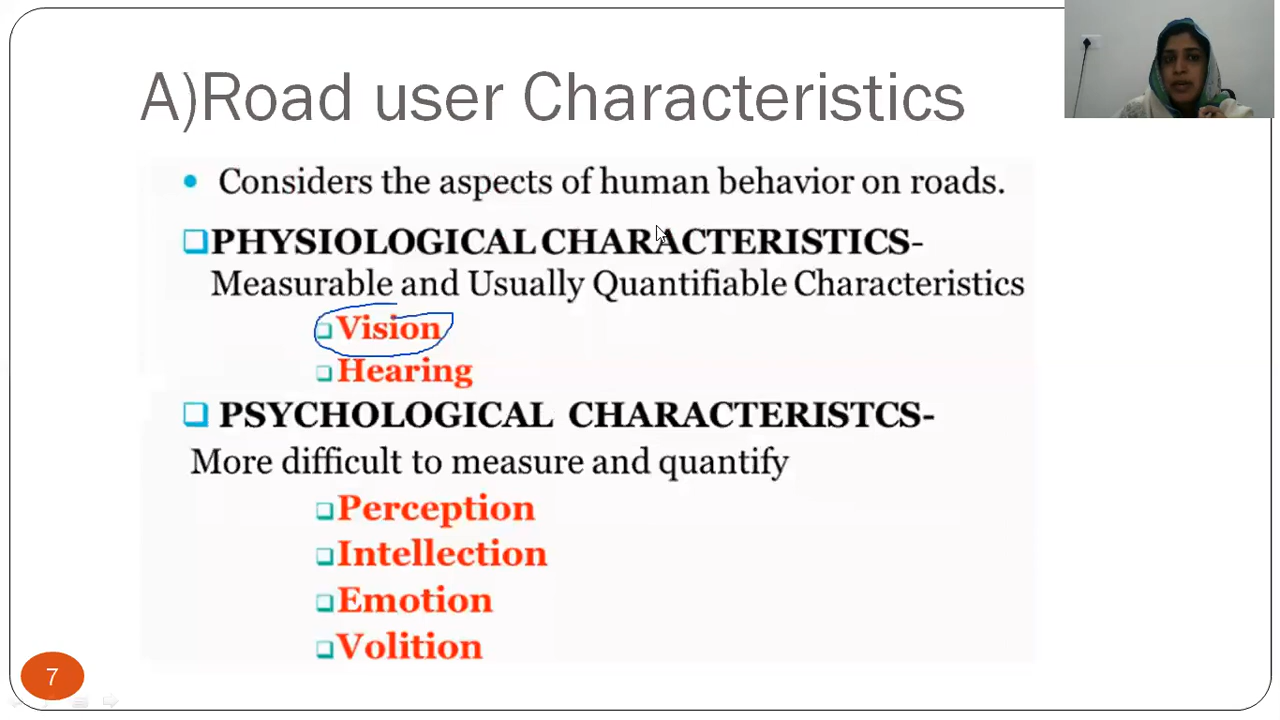 A)Road user Characteristics
• Considers the aspects of human behavior on roads.
❑PHYSIOLOGICAL CHARACTERISTICS-
Measurable and Usually Quantifiable Characteristics
❑Vision
❑Hearing
❑ PSYCHOLOGICAL CHARACTERISTCS-
More difficult to measure and quantify
❑Perception
❑Intellection
❑Emotion
❑Volition
7